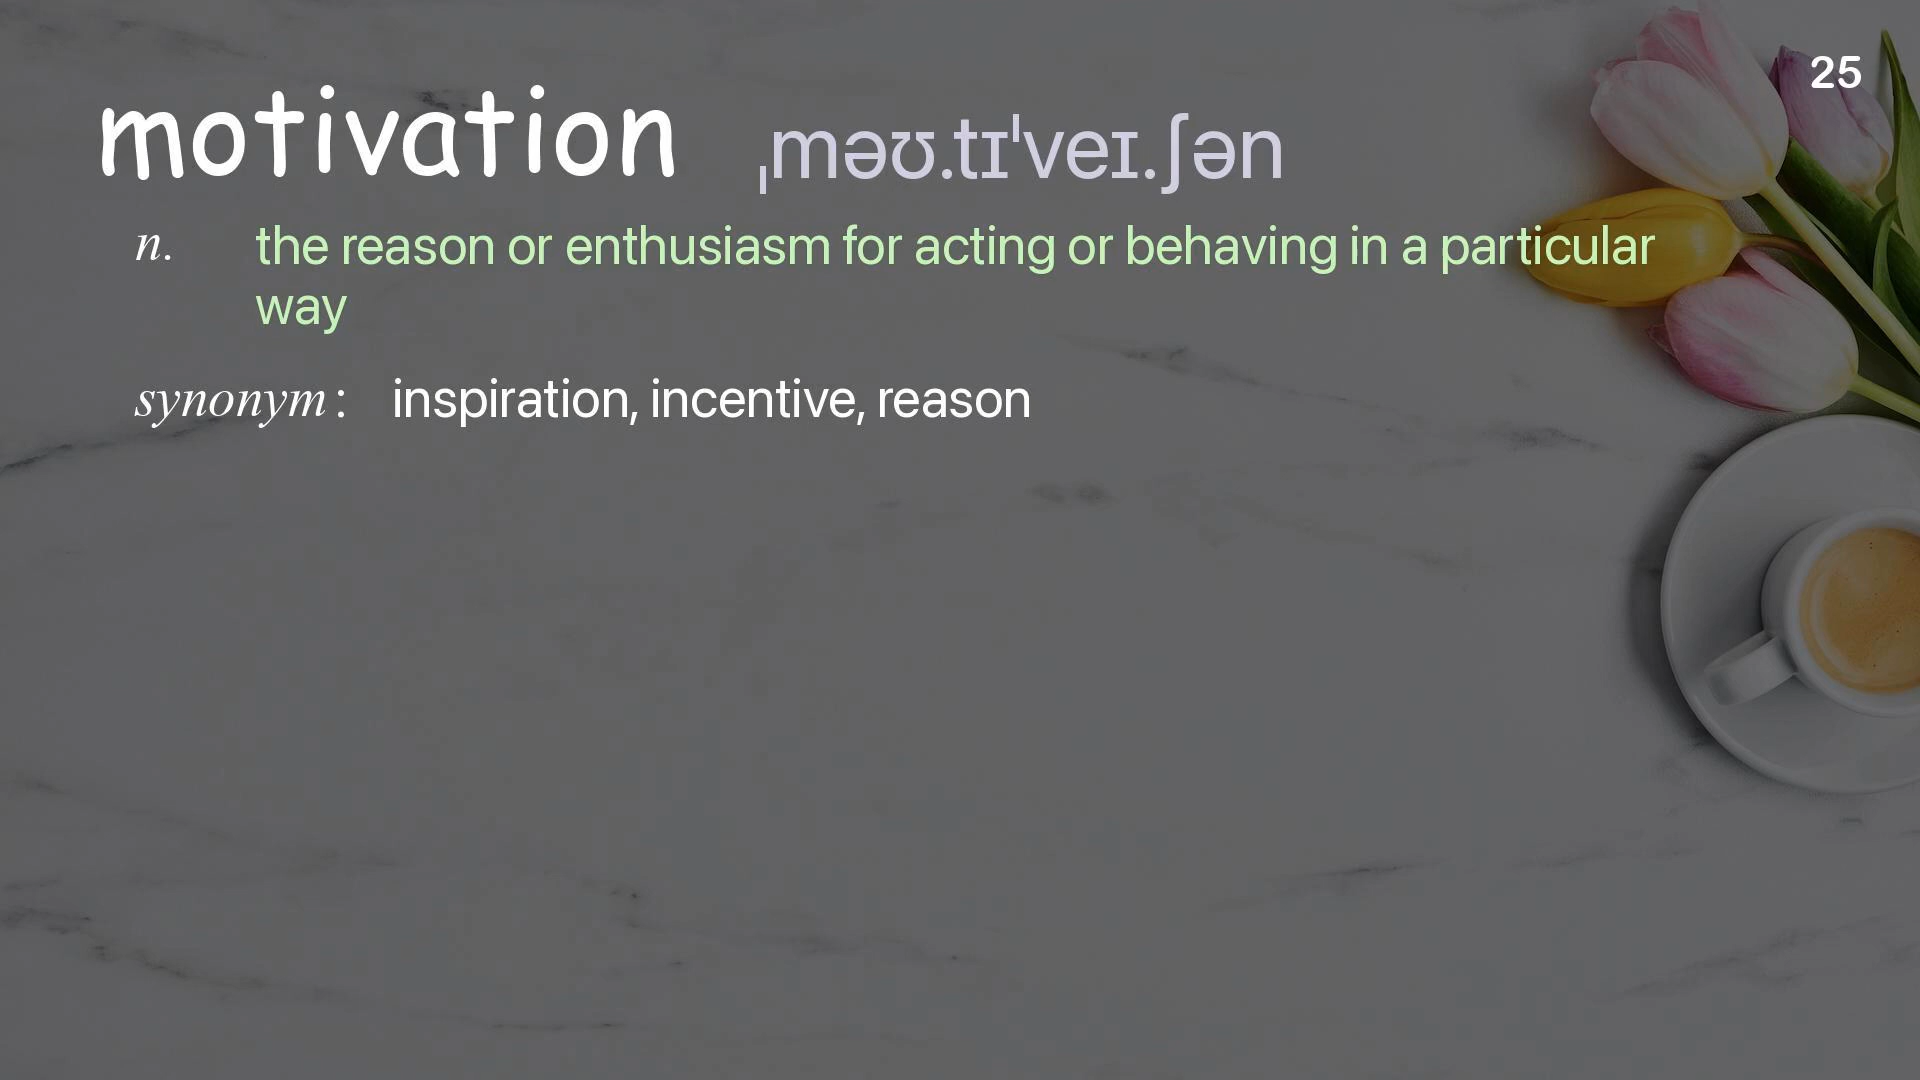 25
motivation ˌməʊ.tɪˈveɪ.ʃən
n. the reason or enthusiasm for acting or behaving in a particular
way
synonym : inspiration, incentive, reason